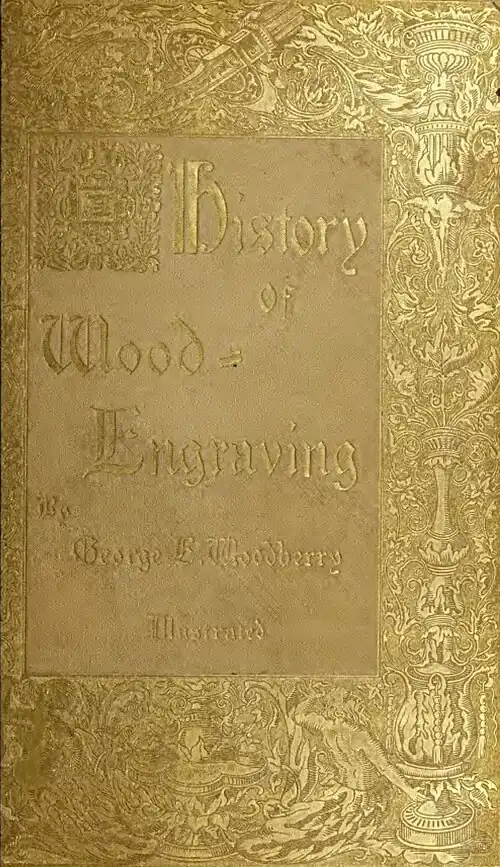 History
of
Wood-
Engraving
By
George E. Woodberry
Illustrated